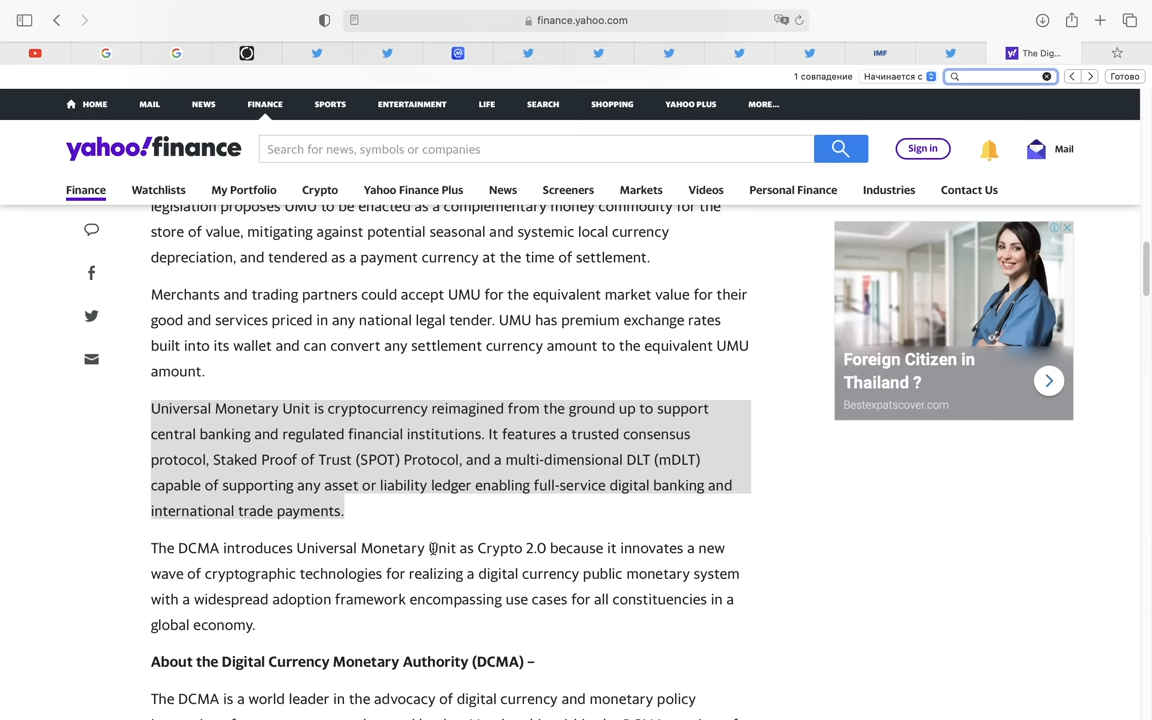 finance.yahoo.com
IMF
The Dig...
1 совпадение
Начинается с
Готово
HOME
MAIL
NEWS
FINANCE
SPORTS
ENTERTAINMENT
LIFE
SEARCH
SHOPPING
YAHOO PLUS
MORE...
yahoo!finance
Search for news, symbols or companies
Sign in
Mail
Finance
Watchlists
My Portfolio
Crypto
Yahoo Finance Plus
News
Screeners
Markets
Videos
Personal Finance
Industries
Contact Us
legislation proposes UMU to be enacted as a complementary money commodity for the
store of value, mitigating against potential seasonal and systemic local currency
depreciation, and tendered as a payment currency at the time of settlement.
Merchants and trading partners could accept UMU for the equivalent market value for their
good and services priced in any national legal tender. UMU has premium exchange rates
built into its wallet and can convert any settlement currency amount to the equivalent UMU
amount.
Universal Monetary Unit is cryptocurrency reimagined from the ground up to support
central banking and regulated financial institutions. It features a trusted consensus
protocol, Staked Proof of Trust (SPOT) Protocol, and a multi-dimensional DLT (mDLT)
capable of supporting any asset or liability ledger enabling full-service digital banking and
international trade payments.
The DCMA introduces Universal Monetary Unit as Crypto 2.0 because it innovates a new
wave of cryptographic technologies for realizing a digital currency public monetary system
with a widespread adoption framework encompassing use cases for all constituencies in a
global economy.
About the Digital Currency Monetary Authority (DCMA) –
The DCMA is a world leader in the advocacy of digital currency and monetary policy
Foreign Citizen in
Thailand ?
Bestexpatscover.com